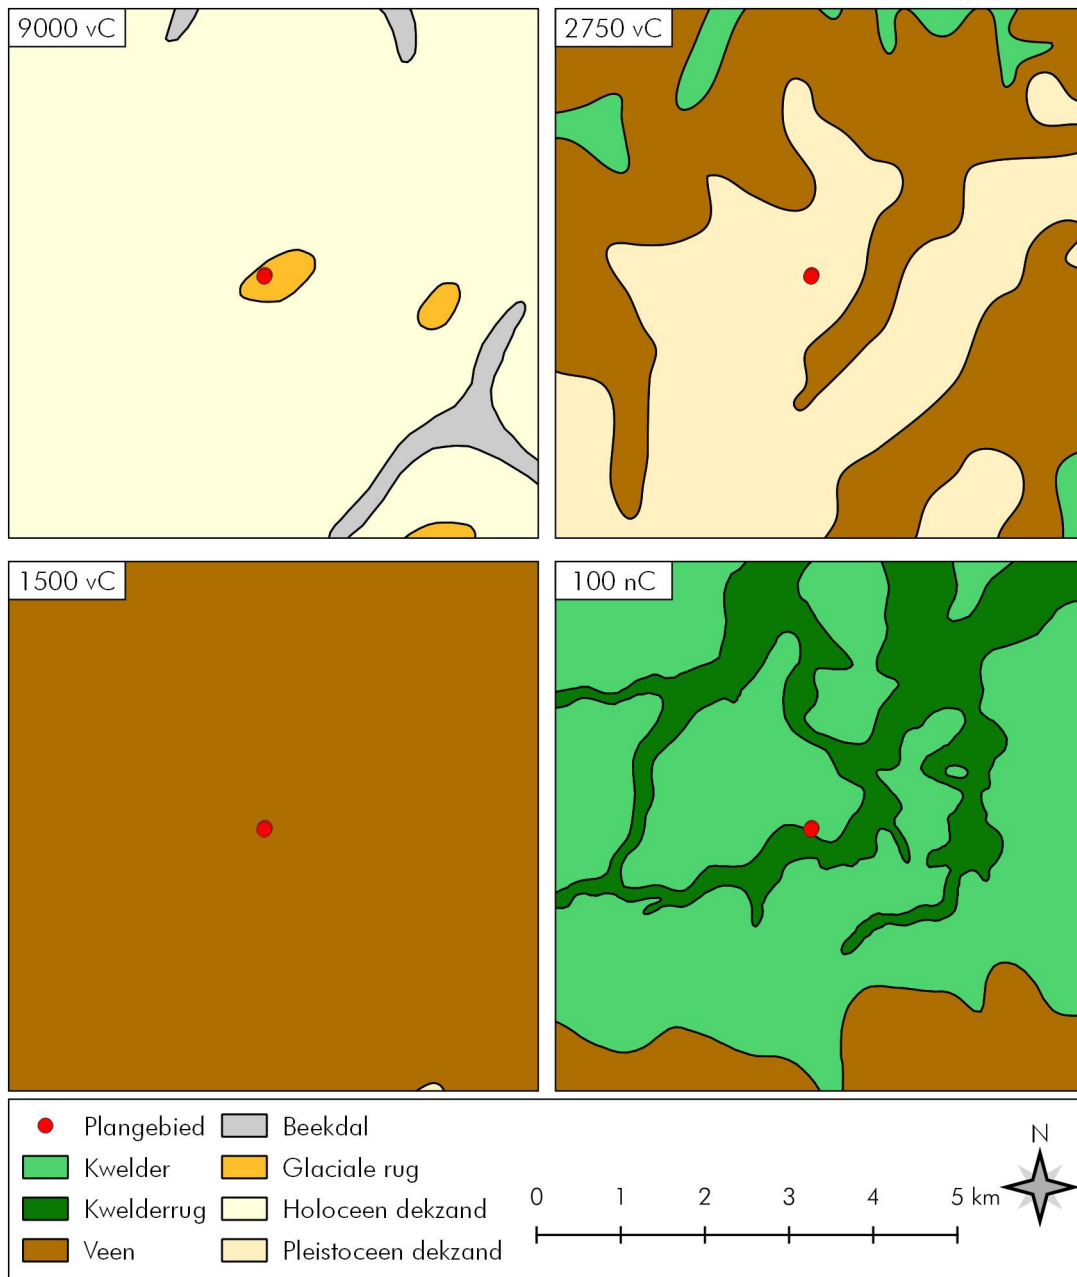 9000 vC
2750 vC
1500 vC
100 nC
Plangebied
Kwelder
Kwelderrug
Veen
Beekdal
Glaciale rug
Holoceen dekzand
Pleistoceen dekzand
0 1 2 3 4 5 km
N